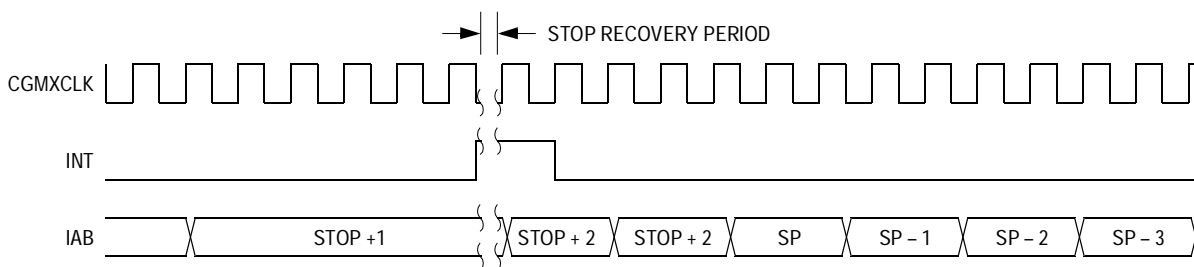 STOP RECOVERY PERIOD
CGMXCLK
INT
IAB
STOP +1
STOP + 2
STOP + 2
SP
SP – 1
SP – 2
SP – 3